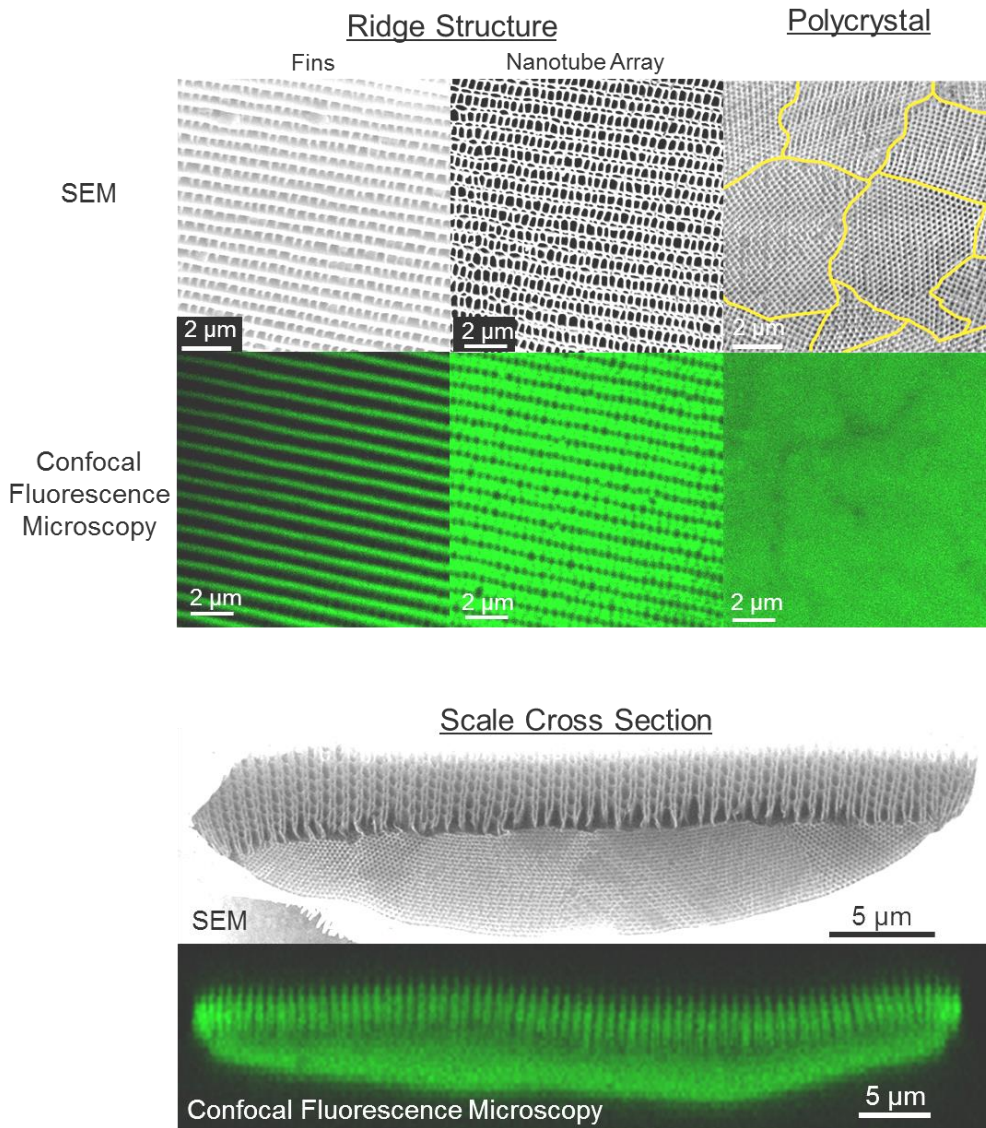 Ridge Structure
Polycrystal
Fins
Nanotube Array
SEM
2 µm
2 µm
2 µm
Confocal
Fluorescence
Microscopy
2 µm
2 µm
2 µm
Scale Cross Section
SEM
5 µm
Confocal Fluorescence Microscopy
5 µm